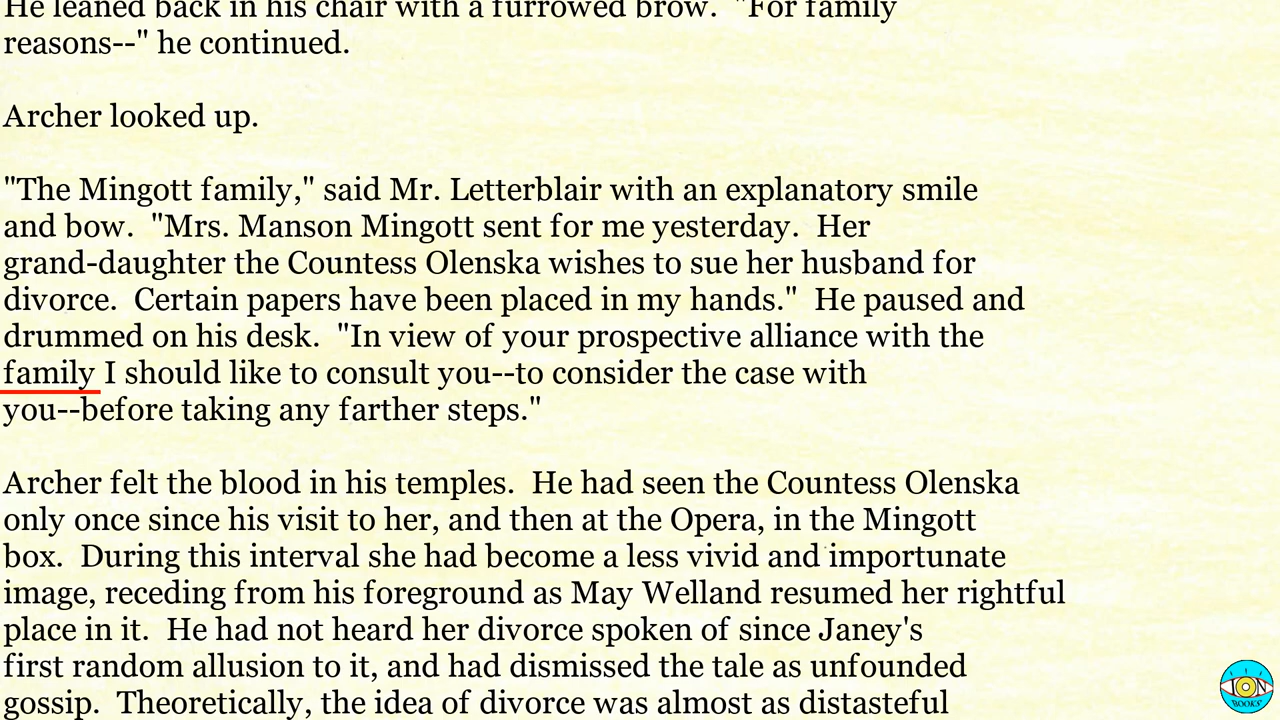 He leaned back in his chair with a furrowed brow.  "For family
reasons--" he continued.
Archer looked up.
"The Mingott family," said Mr. Letterblair with an explanatory smile
and bow.  "Mrs. Manson Mingott sent for me yesterday.  Her
grand-daughter the Countess Olenska wishes to sue her husband for
divorce.  Certain papers have been placed in my hands."  He paused and
drummed on his desk.  "In view of your prospective alliance with the
family I should like to consult you--to consider the case with
you--before taking any farther steps."
Archer felt the blood in his temples.  He had seen the Countess Olenska
only once since his visit to her, and then at the Opera, in the Mingott
box.  During this interval she had become a less vivid and importunate
image, receding from his foreground as May Welland resumed her rightful
place in it.  He had not heard her divorce spoken of since Janey's
first random allusion to it, and had dismissed the tale as unfounded
gossip.  Theoretically, the idea of divorce was almost as distasteful
ION
BOOKS